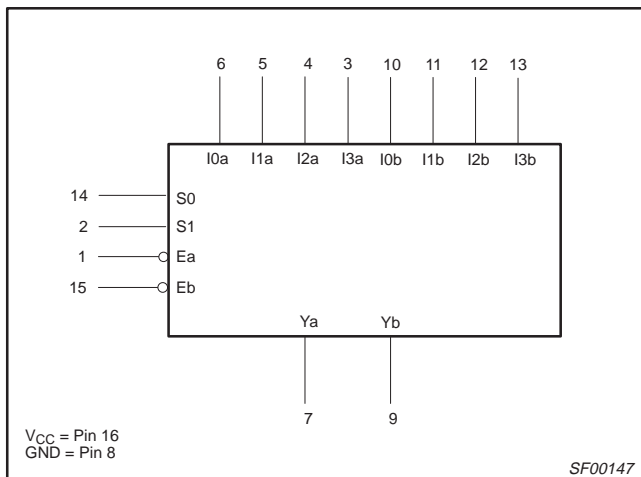 6 5 4 3 10 11 12 13
I0a I1a I2a I3a I0b I1b I2b I3b
14 S0
2 S1
1 Ea
15 Eb
Ya Yb
7 9
VCC = Pin 16
GND = Pin 8
SF00147